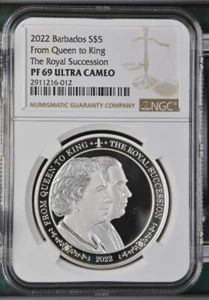 2022 Barbados S$5
From Queen to King
The Royal Succession
PF 69 ULTRA CAMEO
2911216-012
NUMISMATIC GUARANTY COMPANY
NGC
FROM QUEEN TO KING
THE ROYAL SUCCESSION
2022